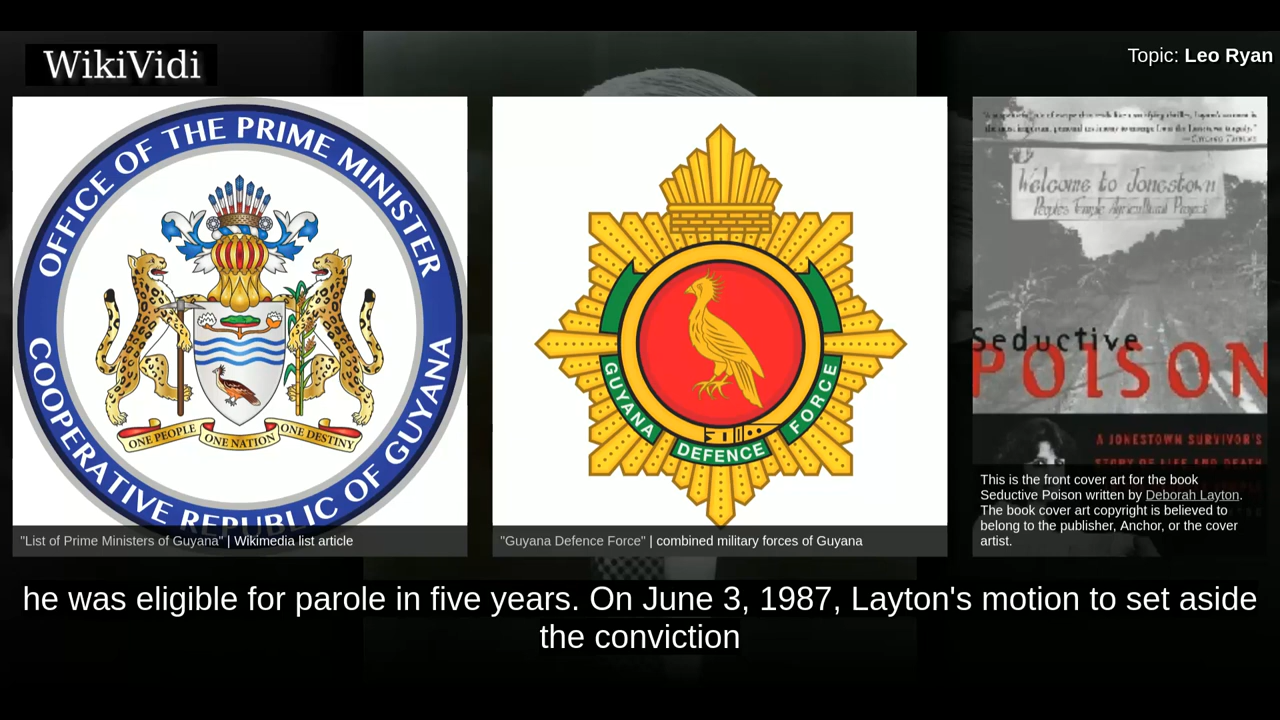 WikiVidi
Topic: Leo Ryan
OFFICE OF THE PRIME MINISTER
COOPERATIVE REPUBLIC OF GUYANA
ONE PEOPLE
ONE NATION
ONE DESTINY
"List of Prime Ministers of Guyana" | Wikimedia list article
GUYANA
DEFENCE
FORCE
"Guyana Defence Force" | combined military forces of Guyana
Welcome to Jonestown
Peoples Temple Agricultural Project
Seductive
POISON
A JONESTOWN SURVIVOR'S
STORY OF LIFE AND DEATH
This is the front cover art for the book
Seductive Poison written by Deborah Layton.
The book cover art copyright is believed to
belong to the publisher, Anchor, or the cover
artist.
he was eligible for parole in five years. On June 3, 1987, Layton's motion to set aside
the conviction